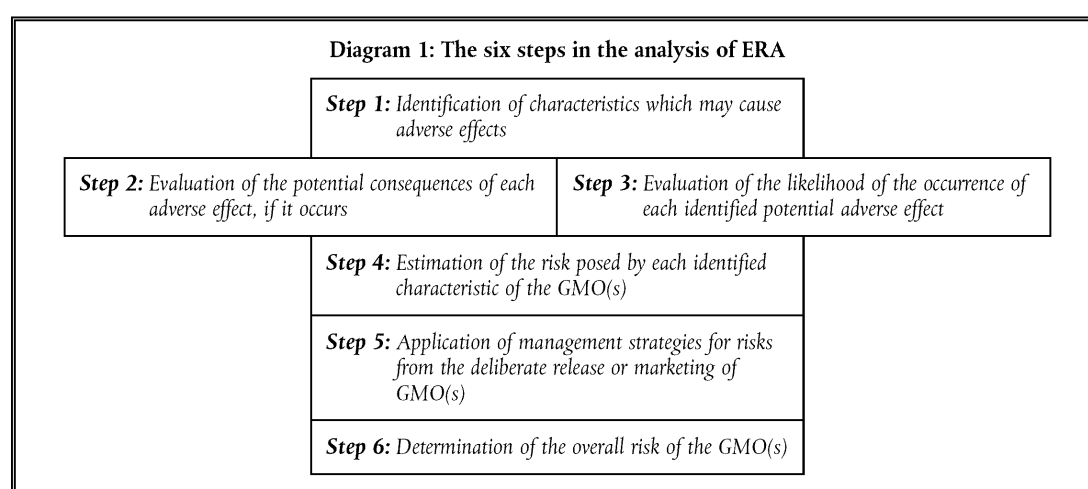 Diagram 1: The six steps in the analysis of ERA
Step 1: Identification of characteristics which may cause
adverse effects
Step 2: Evaluation of the potential consequences of each
adverse effect, if it occurs
Step 3: Evaluation of the likelihood of the occurrence of
each identified potential adverse effect
Step 4: Estimation of the risk posed by each identified
characteristic of the GMO(s)
Step 5: Application of management strategies for risks
from the deliberate release or marketing of
GMO(s)
Step 6: Determination of the overall risk of the GMO(s)